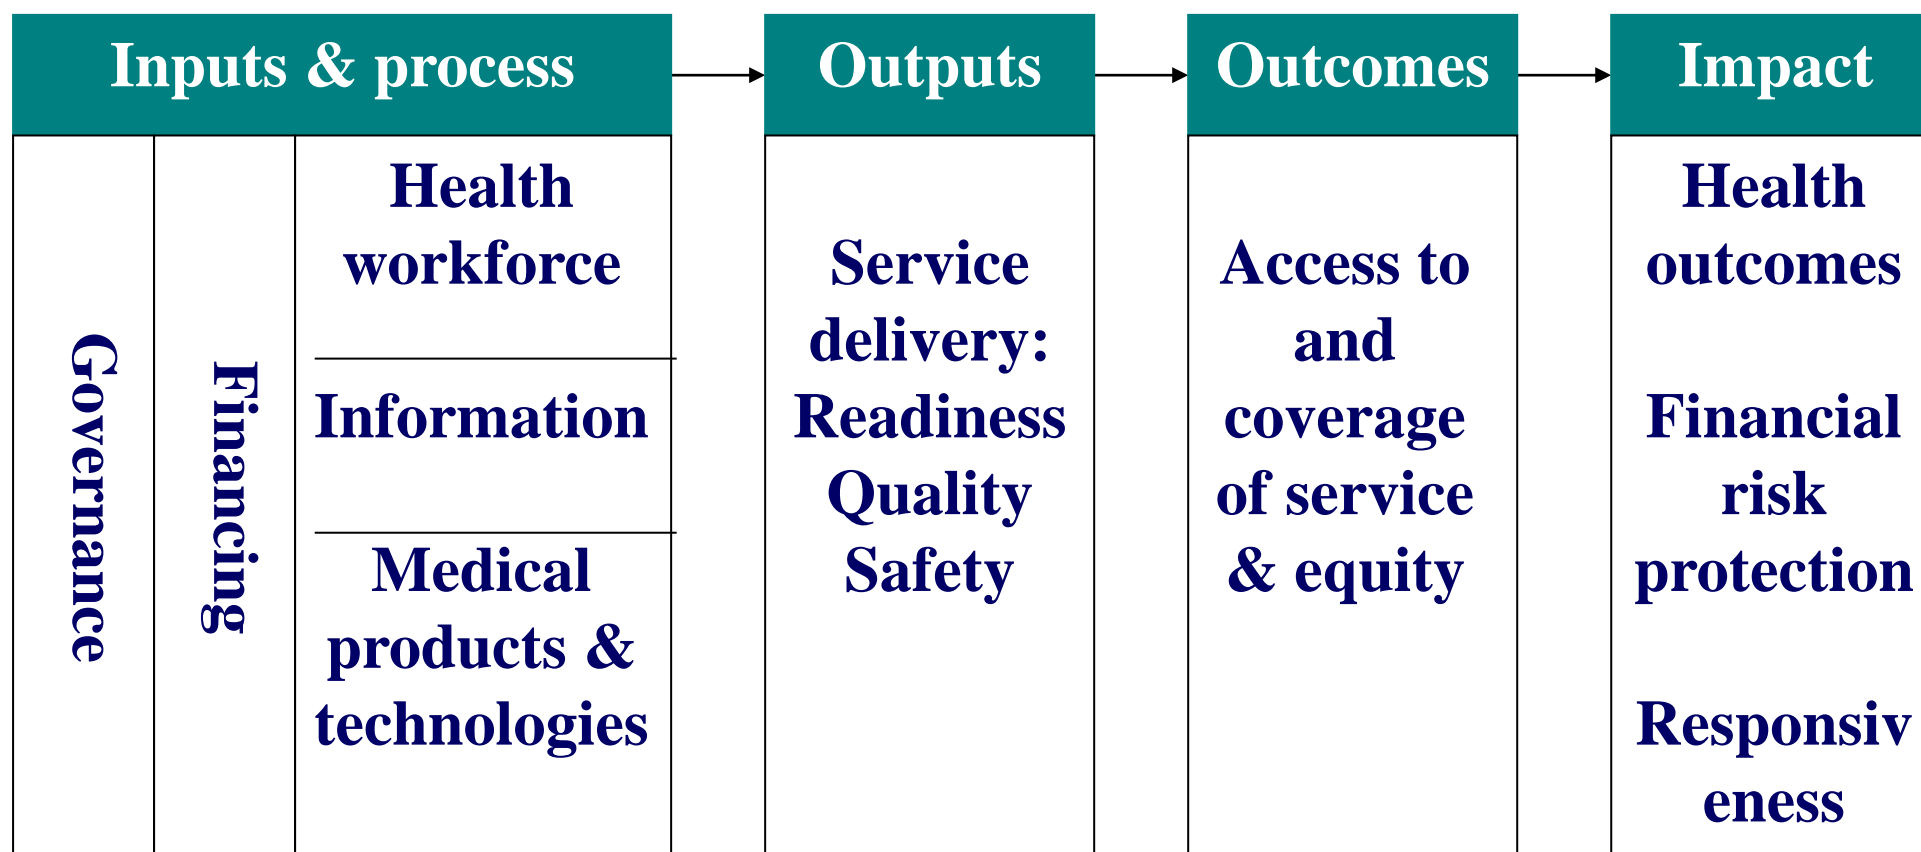 Inputs & process
Outputs
Outcomes
Impact
Governance
Financing
Health
workforce
Information
Medical
products &
technologies
Service
delivery:
Readiness
Quality
Safety
Access to
and
coverage
of service
& equity
Health
outcomes
Financial
risk
protection
Responsiv
eness